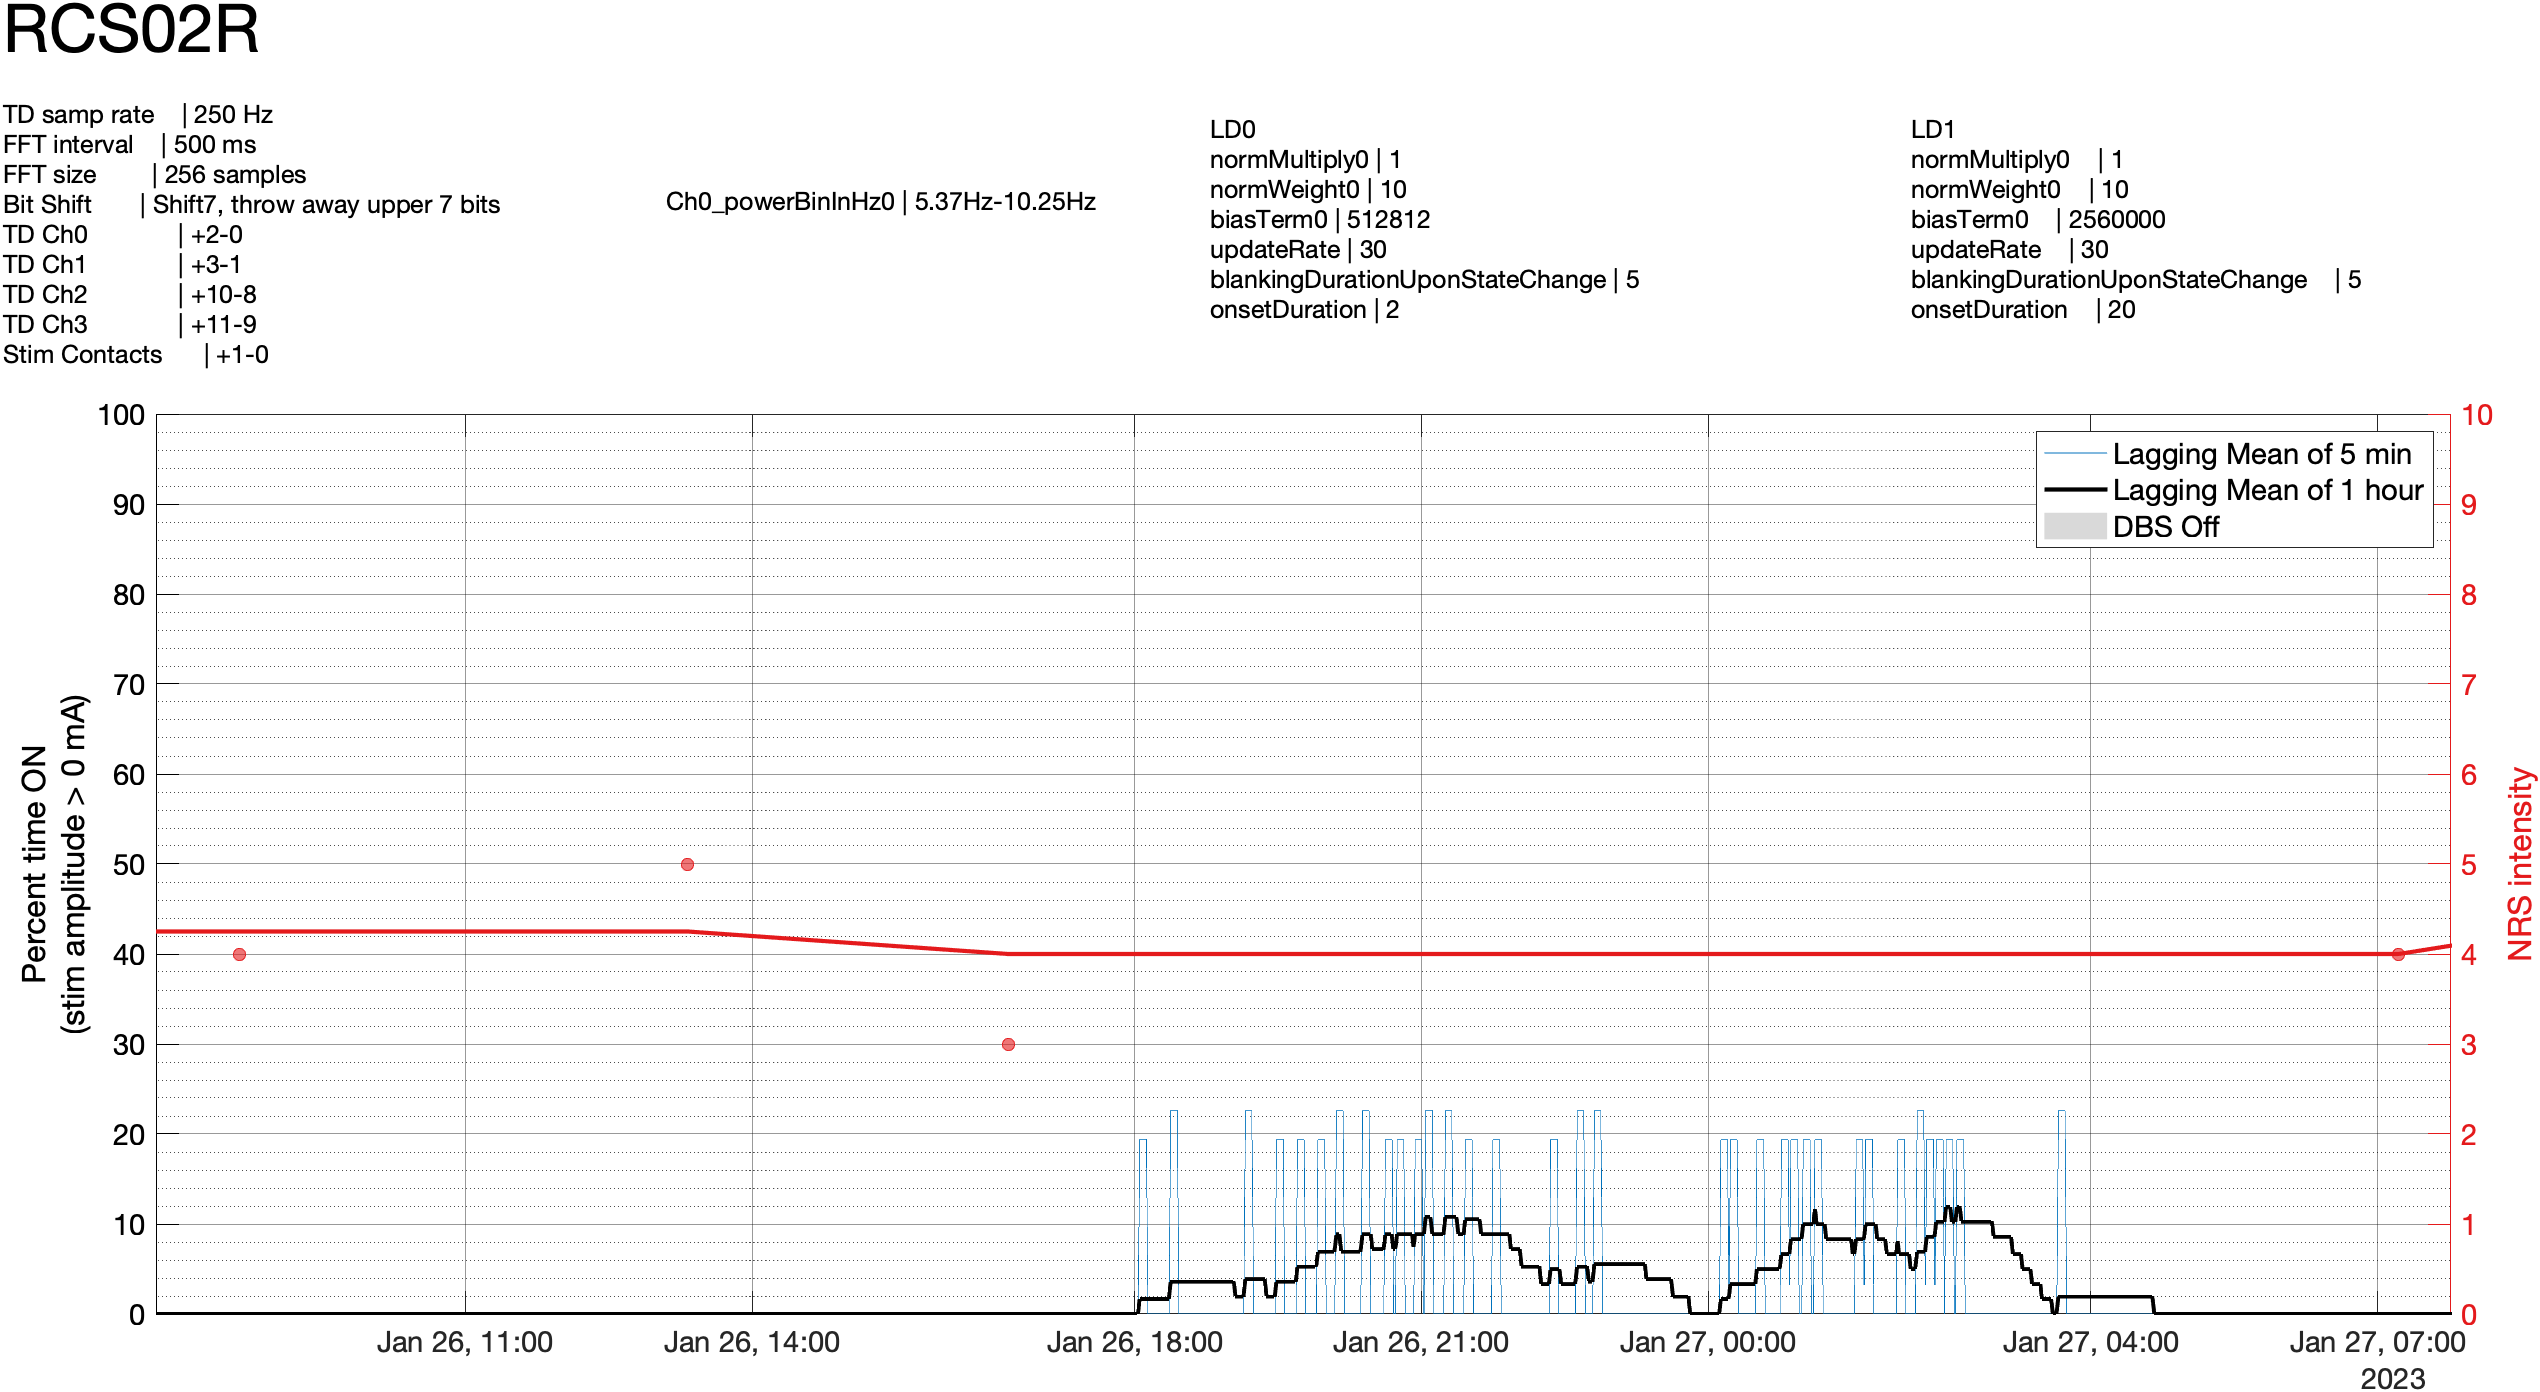 RCS02R
TD samp rate | 250 Hz
FFT interval | 500 ms
FFT size | 256 samples
Bit Shift | Shift7, throw away upper 7 bits
TD Ch0 | +2-0
TD Ch1 | +3-1
TD Ch2 | +10-8
TD Ch3 | +11-9
Stim Contacts | +1-0
Ch0_powerBinInHz0 | 5.37Hz-10.25Hz
LD0
normMultiply0 | 1
normWeight0 | 10
biasTerm0 | 512812
updateRate | 30
blankingDurationUponStateChange | 5
onsetDuration | 2
LD1
normMultiply0 | 1
normWeight0 | 10
biasTerm0 | 2560000
updateRate | 30
blankingDurationUponStateChange | 5
onsetDuration | 20
Percent time ON
(stim amplitude > 0 mA)
100
90
80
70
60
50
40
30
20
10
0
Lagging Mean of 5 min
Lagging Mean of 1 hour
DBS Off
10
9
8
7
6
5
4
3
2
1
0
NRS intensity
Jan 26, 11:00
Jan 26, 14:00
Jan 26, 18:00
Jan 26, 21:00
Jan 27, 00:00
Jan 27, 04:00
Jan 27, 07:00
2023